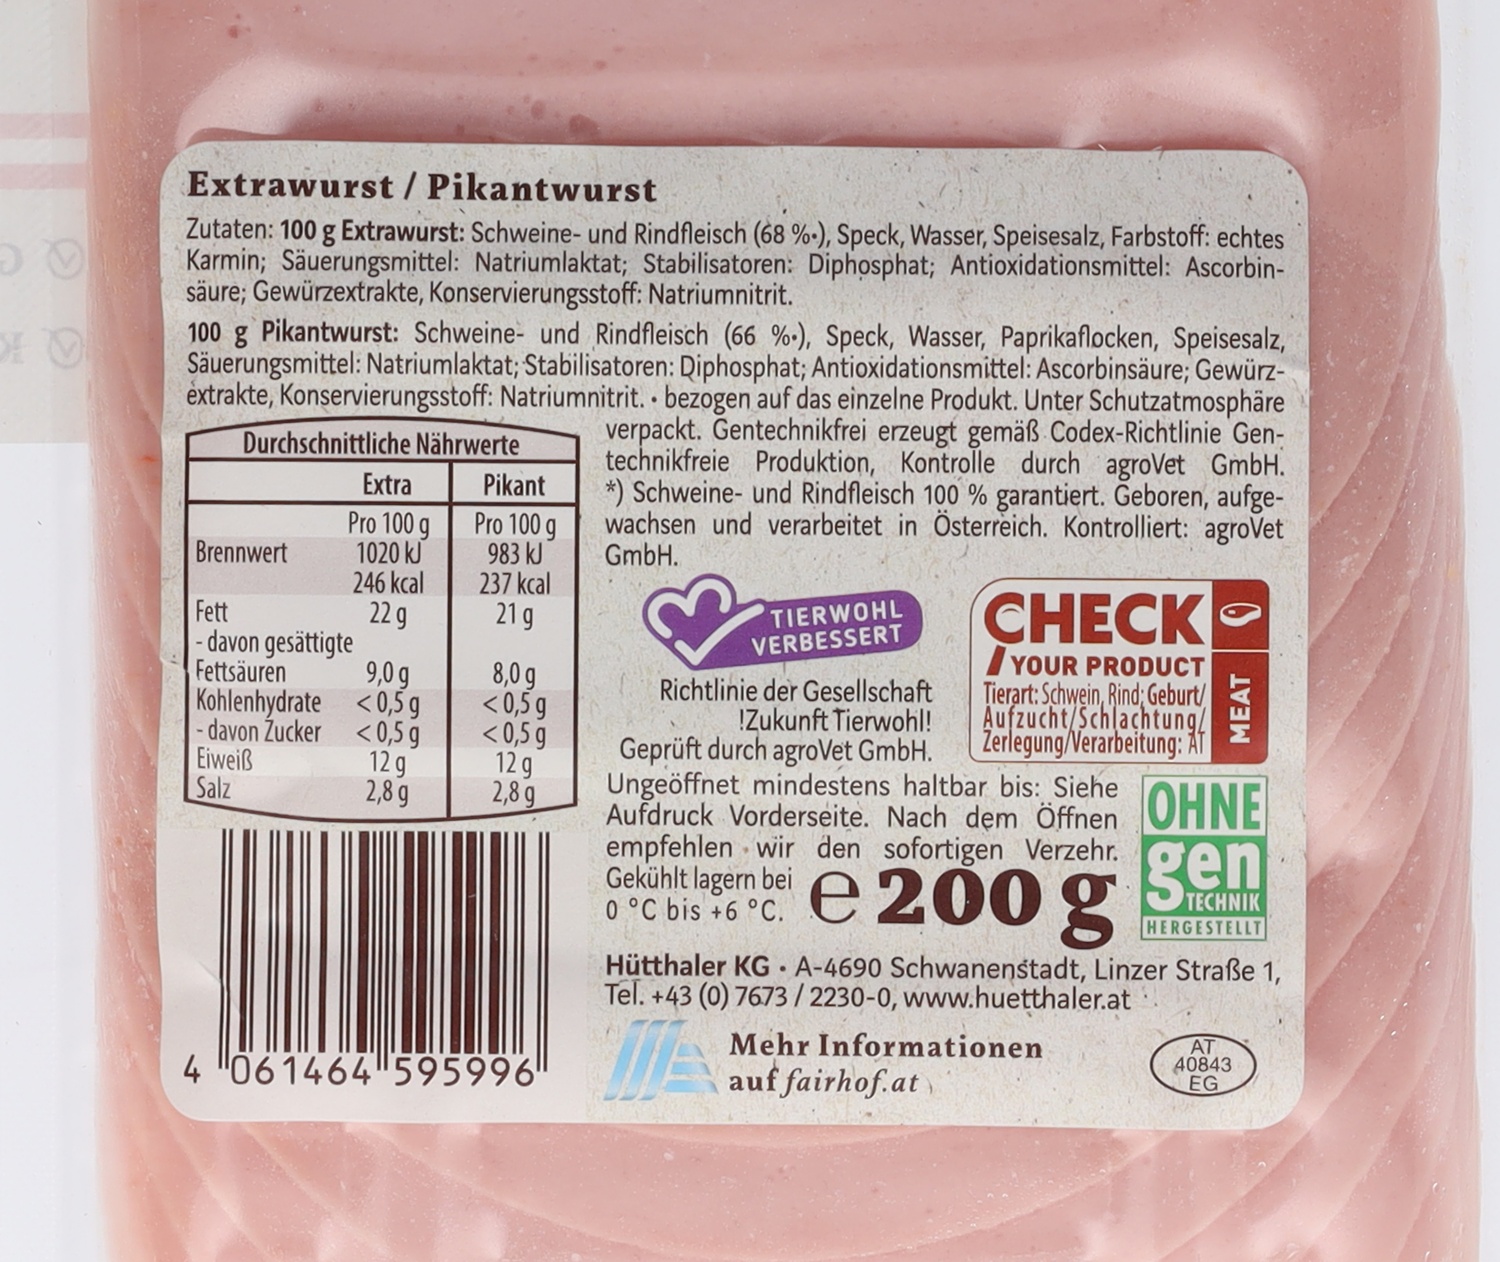 Extrawurst / Pikantwurst
Zutaten: 100 g Extrawurst: Schweine- und Rindfleisch (68 %•), Speck, Wasser, Speisesalz, Farbstoff: echtes
Karmin; Säuerungsmittel: Natriumlaktat; Stabilisatoren: Diphosphat; Antioxidationsmittel: Ascorbin-
säure; Gewürzextrakte, Konservierungsstoff: Natriumnitrit.
100 g Pikantwurst: Schweine- und Rindfleisch (66 %•), Speck, Wasser, Paprikaflocken, Speisesalz,
Säuerungsmittel: Natriumlaktat; Stabilisatoren: Diphosphat; Antioxidationsmittel: Ascorbinsäure; Gewürz-
extrakte, Konservierungsstoff: Natriumnitrit. • bezogen auf das einzelne Produkt. Unter Schutzatmosphäre
verpackt. Gentechnikfrei erzeugt gemäß Codex-Richtlinie Gen-
technikfreie Produktion, Kontrolle durch agroVet GmbH.
*) Schweine- und Rindfleisch 100 % garantiert. Geboren, aufge-
wachsen und verarbeitet in Österreich. Kontrolliert: agroVet
GmbH.
Durchschnittliche Nährwerte
Extra Pikant
Pro 100 g Pro 100 g
Brennwert 1020 kJ 983 kJ
246 kcal 237 kcal
Fett 22 g 21 g
- davon gesättigte
Fettsäuren 9,0 g 8,0 g
Kohlenhydrate < 0,5 g < 0,5 g
- davon Zucker < 0,5 g < 0,5 g
Eiweiß 12 g 12 g
Salz 2,8 g 2,8 g
TIERWOHL
VERBESSERT
Richtlinie der Gesellschaft
!Zukunft Tierwohl!
Geprüft durch agroVet GmbH.
CHECK
YOUR PRODUCT
Tierart: Schwein, Rind; Geburt/
Aufzucht/Schlachtung/
Zerlegung/Verarbeitung: AT
MEAT
Ungeöffnet mindestens haltbar bis: Siehe
Aufdruck Vorderseite. Nach dem Öffnen
empfehlen wir den sofortigen Verzehr.
Gekühlt lagern bei
0 °C bis +6 °C.
e 200 g
OHNE
gen
TECHNIK
HERGESTELLT
Hütthaler KG • A-4690 Schwanenstadt, Linzer Straße 1,
Tel. +43 (0) 7673 / 2230-0, www.huetthaler.at
Mehr Informationen
auf fairhof.at
AT
40843
EG
4 061464 595996